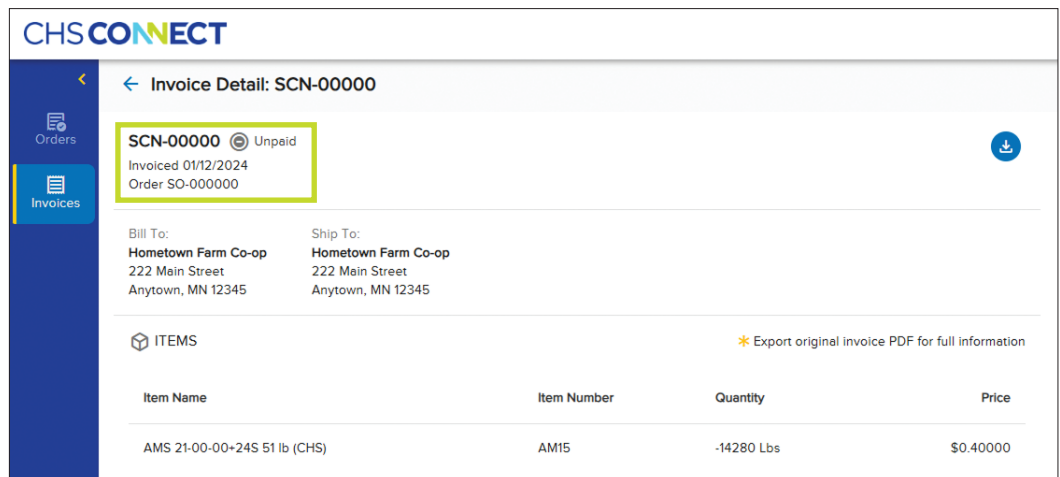 CHS CONNECT
Invoice Detail: SCN-00000
Orders
Invoices
SCN-00000 Unpaid
Invoiced 01/12/2024
Order SO-000000
Bill To:
Hometown Farm Co-op
222 Main Street
Anytown, MN 12345
Ship To:
Hometown Farm Co-op
222 Main Street
Anytown, MN 12345
ITEMS
* Export original invoice PDF for full information
Item Name Item Number Quantity Price
AMS 21-00-00+24S 51 lb (CHS) AM15 -14280 Lbs $0.40000